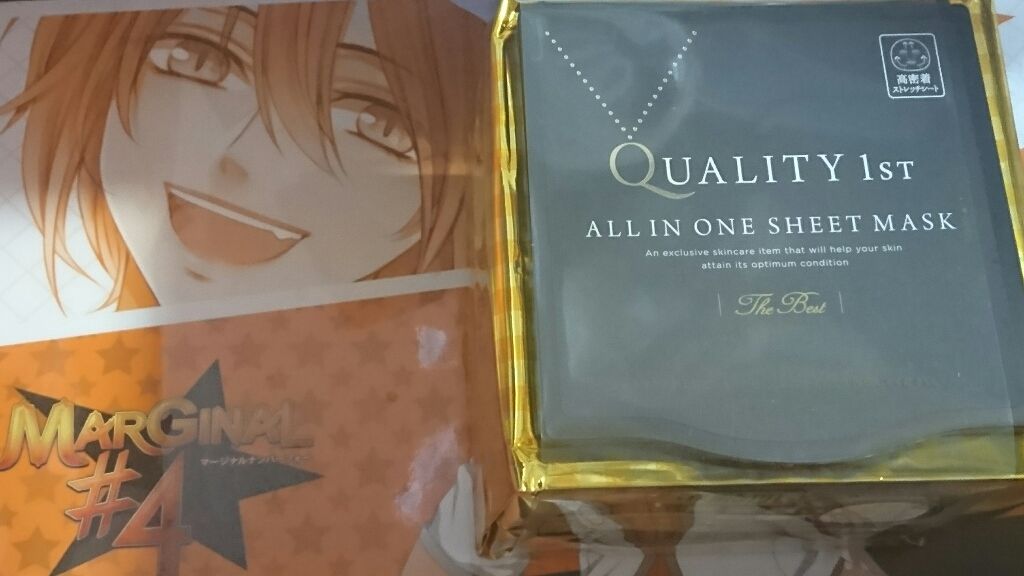 MARGINAL
マージナルナンバーフォー
#4
高密着
ストレッチシート
QUALITY 1ST
ALL IN ONE SHEET MASK
An exclusive skincare item that will help your skin
attain its optimum condition
The Best